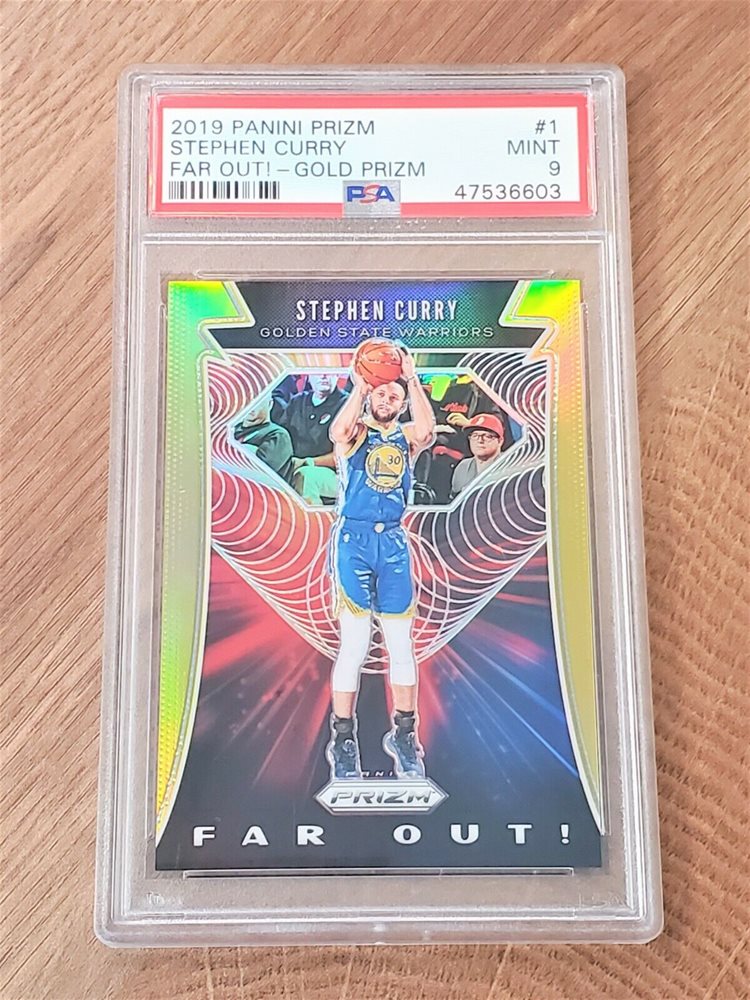 2019 PANINI PRIZM #1
STEPHEN CURRY MINT
FAR OUT! – GOLD PRIZM 9
PSA 47536603
STEPHEN CURRY
GOLDEN STATE WARRIORS
30
PRIZM
FAR OUT!